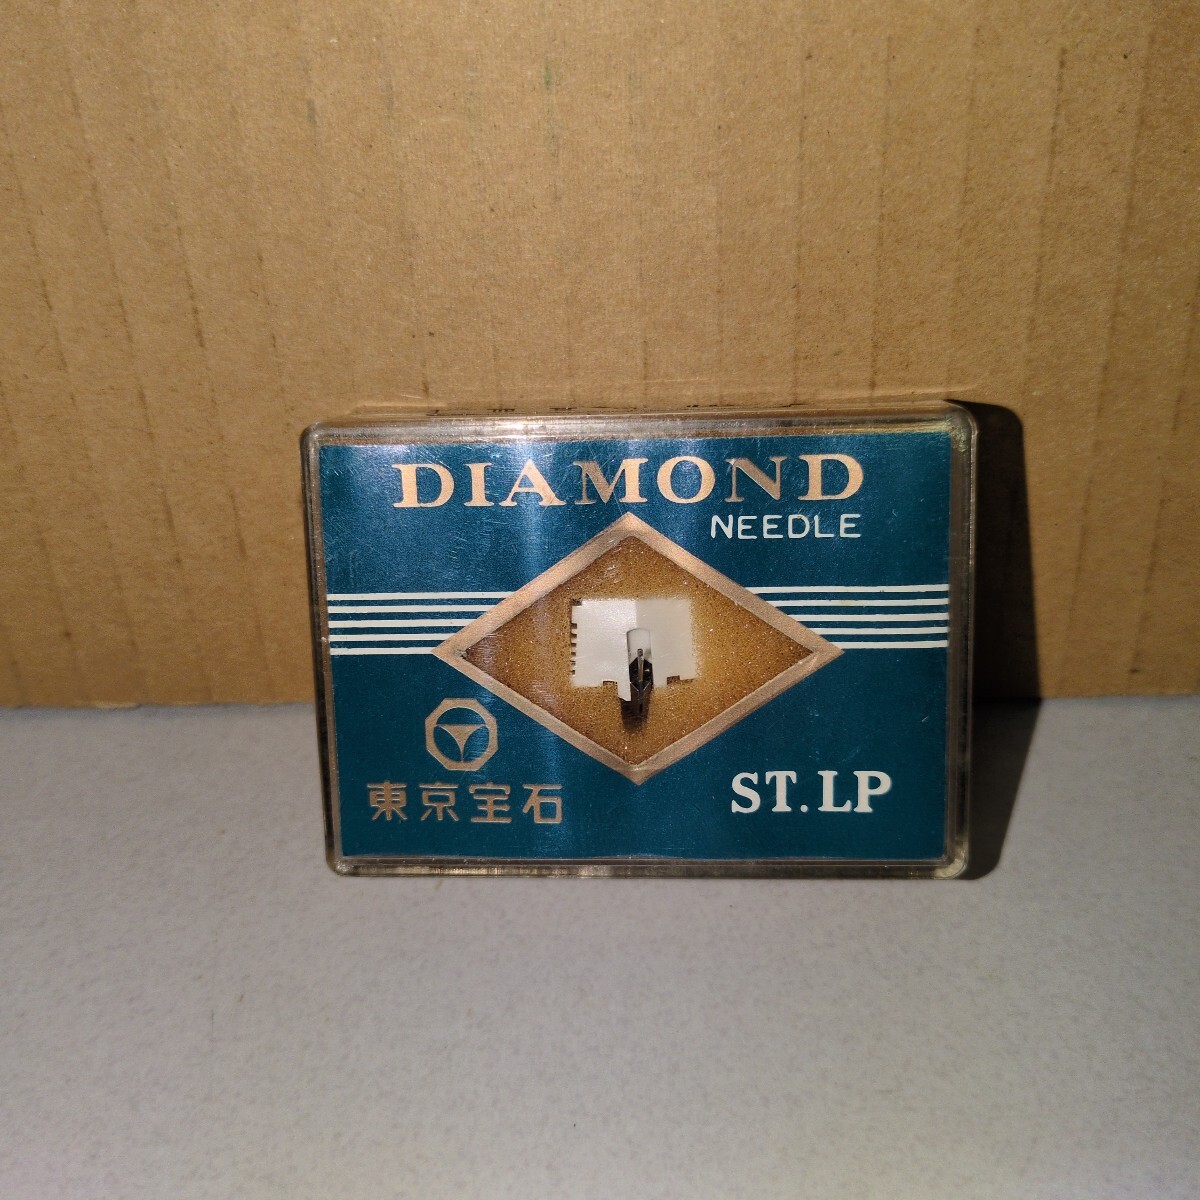 DIAMOND
NEEDLE
東京宝石
ST. LP